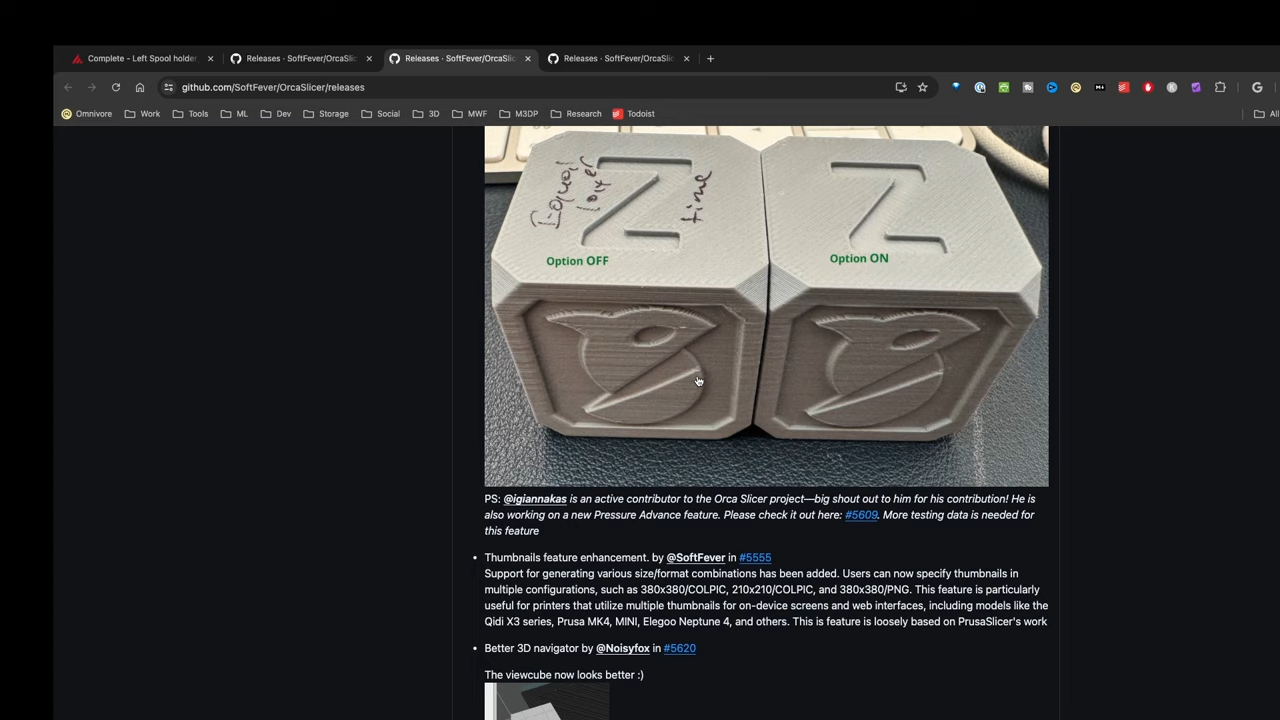 Complete - Left Spool holder
Releases · SoftFever/OrcaSlic
Releases · SoftFever/OrcaSlic
Releases · SoftFever/OrcaSlic
github.com/SoftFever/OrcaSlicer/releases
Omnivore
Work
Tools
ML
Dev
Storage
Social
3D
MWF
M3DP
Research
Todoist
All
Z
time
Z
Option OFF
Option ON
PS: @igiannakas is an active contributor to the Orca Slicer project—big shout out to him for his contribution! He is
also working on a new Pressure Advance feature. Please check it out here: #5609. More testing data is needed for
this feature
• Thumbnails feature enhancement. by @SoftFever in #5555
Support for generating various size/format combinations has been added. Users can now specify thumbnails in
multiple configurations, such as 380x380/COLPIC, 210x210/COLPIC, and 380x380/PNG. This feature is particularly
useful for printers that utilize multiple thumbnails for on-device screens and web interfaces, including models like the
Qidi X3 series, Prusa MK4, MINI, Elegoo Neptune 4, and others. This is feature is loosely based on PrusaSlicer's work
• Better 3D navigator by @Noisyfox in #5620
The viewcube now looks better :)